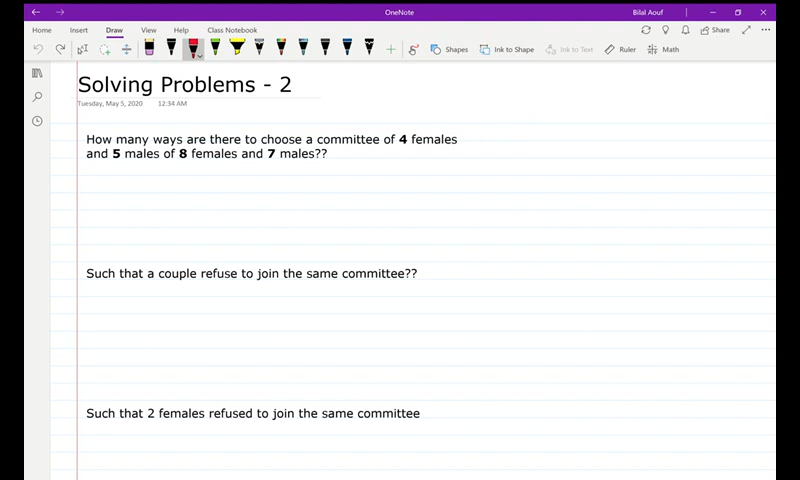 OneNote
Bilal Aouf
Home Insert Draw View Help Class Notebook
Share
Shapes Ink to Shape Ink to Text Ruler Math
Solving Problems - 2
Tuesday, May 5, 2020 12:34 AM
How many ways are there to choose a committee of 4 females
and 5 males of 8 females and 7 males??
Such that a couple refuse to join the same committee??
Such that 2 females refused to join the same committee